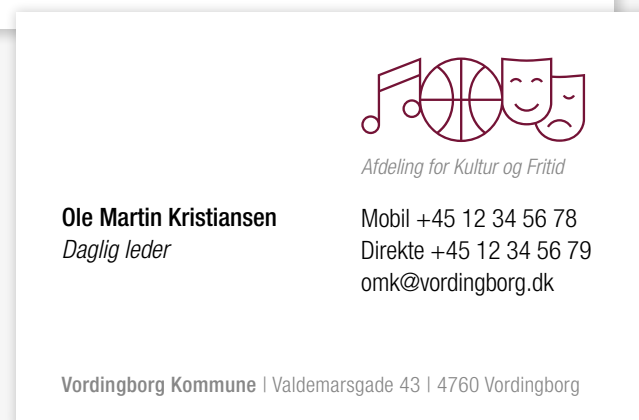 Afdeling for Kultur og Fritid
Ole Martin Kristiansen
Daglig leder
Mobil +45 12 34 56 78
Direkte +45 12 34 56 79
omk@vordingborg.dk
Vordingborg Kommune | Valdemarsgade 43 | 4760 Vordingborg